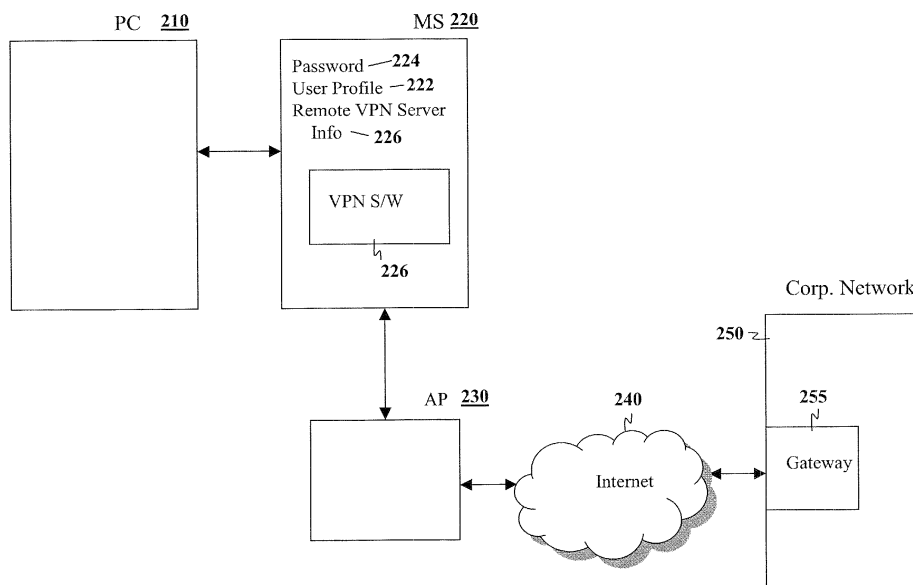 PC 210
MS 220
Password 224
User Profile 222
Remote VPN Server
Info 226
VPN S/W
226
Corp. Network
250
AP 230
240
255
Internet
Gateway